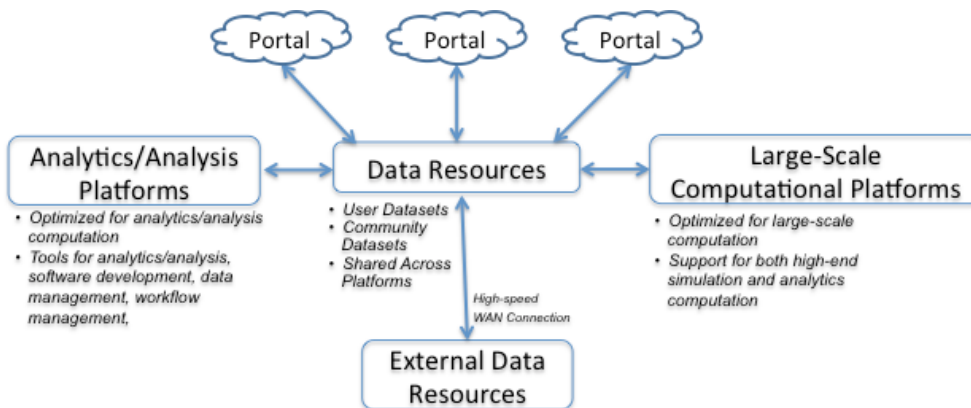 Portal
Portal
Portal
Analytics/Analysis
Platforms
• Optimized for analytics/analysis
computation
• Tools for analytics/analysis,
software development, data
management, workflow
management,
Data Resources
• User Datasets
• Community
Datasets
• Shared Across
Platforms
Large-Scale
Computational Platforms
• Optimized for large-scale
computation
• Support for both high-end
simulation and analytics
computation
High-speed
WAN Connection
External Data
Resources